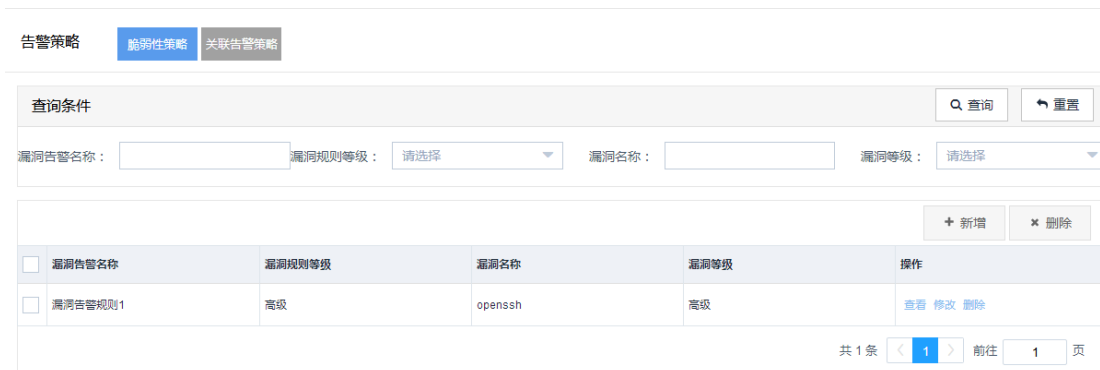 告警策略 脆弱性策略 关联告警策略
查询条件 查询 重置
漏洞告警名称： 漏洞规则等级： 请选择 漏洞名称： 漏洞等级： 请选择
新增 删除
漏洞告警名称 漏洞规则等级 漏洞名称 漏洞等级 操作
漏洞告警规则1 高级 openssh 高级 查看 修改 删除
共 1 条 1 前往 1 页